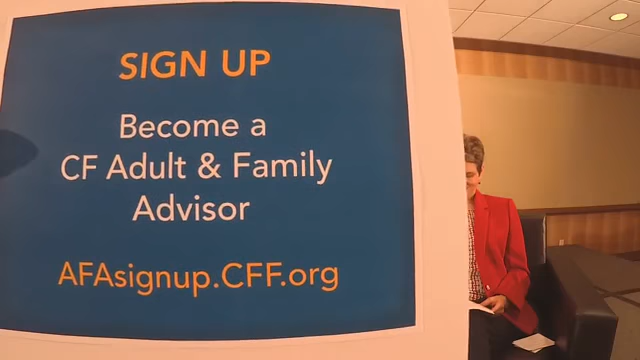 SIGN UP
Become a
CF Adult & Family
Advisor
AFAsignup.CFF.org